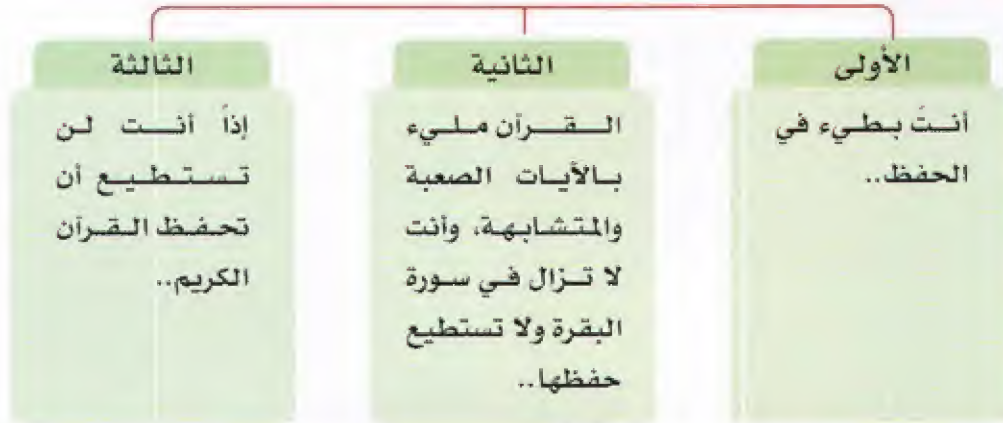 الأولى
أنتَ بطيء في
الحفظ..
الثانية
القرآن مليء
بالأيات الصعبة
والمتشابهة، وأنت
لا تزال في سورة
البقرة ولا تستطيع
حفظها..
الثالثة
إذاً أنت لن
تستطيع أن
تحفظ القرآن
الكريم..